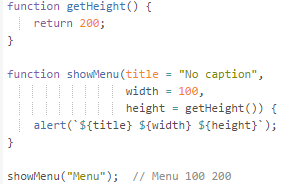 function getHeight() {
    return 200;
}

function showMenu(title = "No caption",
                  width = 100,
                  height = getHeight()) {
    alert(`${title} ${width} ${height}`);
}

showMenu("Menu");  // Menu 100 200